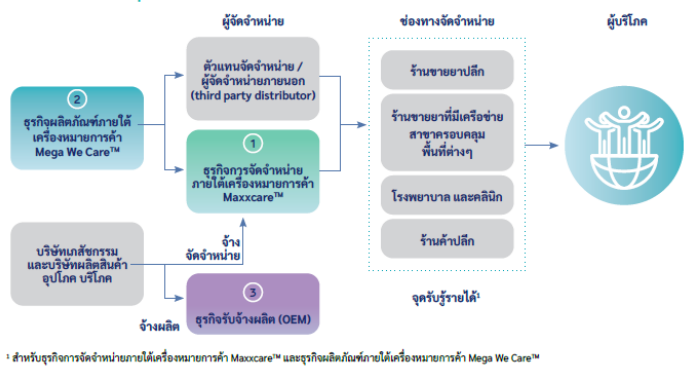 ผู้จัดจำหน่าย
ช่องทางจัดจำหน่าย
ผู้บริโภค
2
ธุรกิจผลิตภัณฑ์ภายใต้
เครื่องหมายการค้า
Mega We Care™
ตัวแทนจัดจำหน่าย /
ผู้จัดจำหน่ายภายนอก
(third party distributor)
1
ธุรกิจการจัดจำหน่าย
ภายใต้เครื่องหมายการค้า
Maxxcare™
ร้านขายยาปลีก
ร้านขายยาที่มีเครือข่าย
สาขาครอบคลุม
พื้นที่ต่างๆ
โรงพยาบาล และคลินิก
ร้านค้าปลีก
บริษัทเภสัชกรรม
และบริษัทผลิตสินค้า
อุปโภค บริโภค
จ้าง
จัดจำหน่าย
จ้างผลิต
3
ธุรกิจรับจ้างผลิต (OEM)
จุดรับรู้รายได้¹
¹ สำหรับธุรกิจการจัดจำหน่ายภายใต้เครื่องหมายการค้า Maxxcare™ และธุรกิจผลิตภัณฑ์ภายใต้เครื่องหมายการค้า Mega We Care™